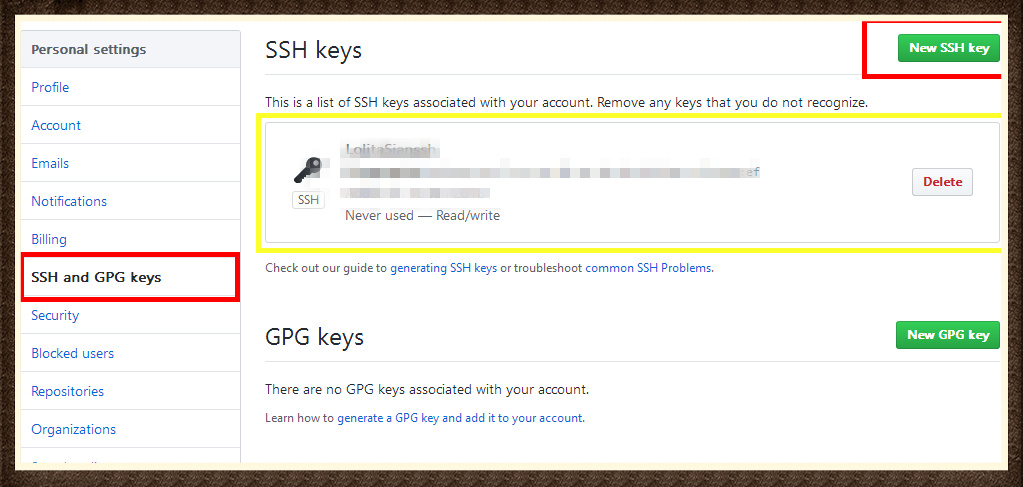 Personal settings
Profile
Account
Emails
Notifications
Billing
SSH and GPG keys
Security
Blocked users
Repositories
Organizations
SSH keys
New SSH key
This is a list of SSH keys associated with your account. Remove any keys that you do not recognize.
SSH
Never used — Read/write
Delete
Check out our guide to generating SSH keys or troubleshoot common SSH Problems.
GPG keys
New GPG key
There are no GPG keys associated with your account.
Learn how to generate a GPG key and add it to your account.